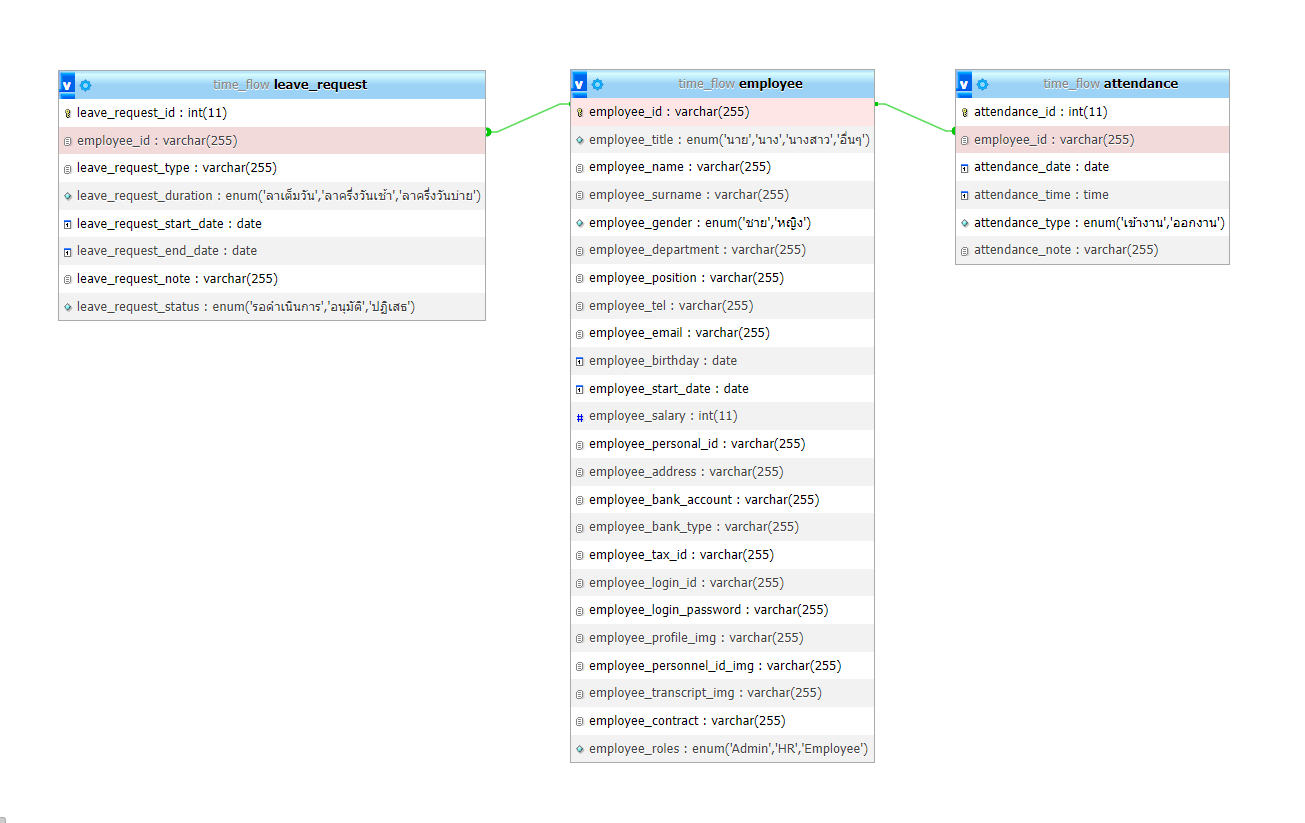 time_flow leave_request
leave_request_id : int(11)
employee_id : varchar(255)
leave_request_type : varchar(255)
leave_request_duration : enum('ลาเต็มวัน','ลาครึ่งวันเช้า','ลาครึ่งวันบ่าย')
leave_request_start_date : date
leave_request_end_date : date
leave_request_note : varchar(255)
leave_request_status : enum('รอดำเนินการ','อนุมัติ','ปฏิเสธ')
time_flow employee
employee_id : varchar(255)
employee_title : enum('นาย','นาง','นางสาว','อื่นๆ')
employee_name : varchar(255)
employee_surname : varchar(255)
employee_gender : enum('ชาย','หญิง')
employee_department : varchar(255)
employee_position : varchar(255)
employee_tel : varchar(255)
employee_email : varchar(255)
employee_birthday : date
employee_start_date : date
employee_salary : int(11)
employee_personal_id : varchar(255)
employee_address : varchar(255)
employee_bank_account : varchar(255)
employee_bank_type : varchar(255)
employee_tax_id : varchar(255)
employee_login_id : varchar(255)
employee_login_password : varchar(255)
employee_profile_img : varchar(255)
employee_personnel_id_img : varchar(255)
employee_transcript_img : varchar(255)
employee_contract : varchar(255)
employee_roles : enum('Admin','HR','Employee')
time_flow attendance
attendance_id : int(11)
employee_id : varchar(255)
attendance_date : date
attendance_time : time
attendance_type : enum('เข้างาน','ออกงาน')
attendance_note : varchar(255)